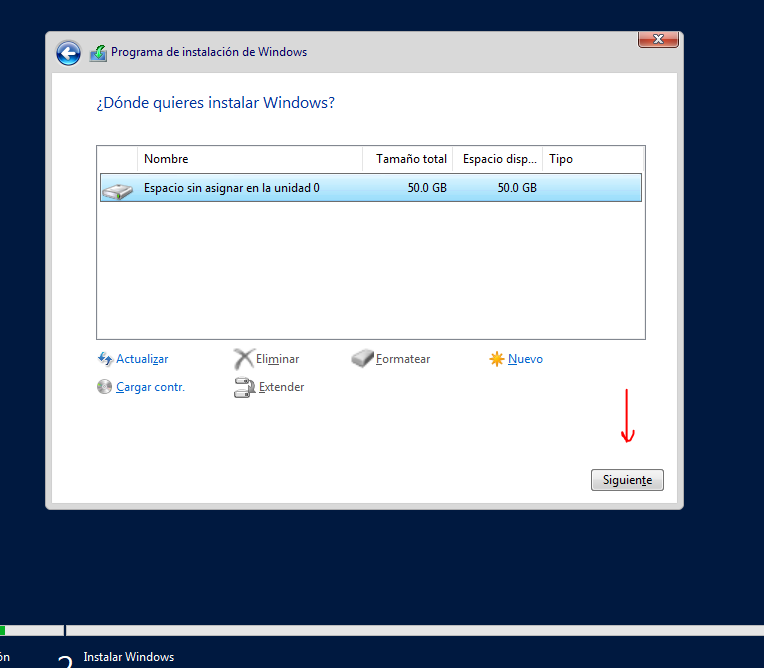 Programa de instalación de Windows
¿Dónde quieres instalar Windows?
Nombre Tamaño total Espacio disp... Tipo
Espacio sin asignar en la unidad 0 50.0 GB 50.0 GB
Actualizar Eliminar Formatear Nuevo
Cargar contr. Extender
Siguiente
ón 2 Instalar Windows